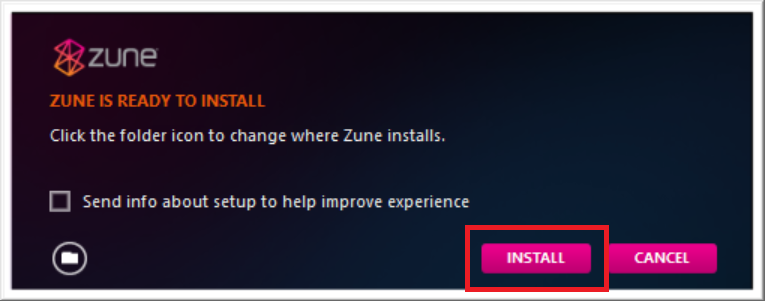 zune
ZUNE IS READY TO INSTALL
Click the folder icon to change where Zune installs.
Send info about setup to help improve experience
INSTALL CANCEL